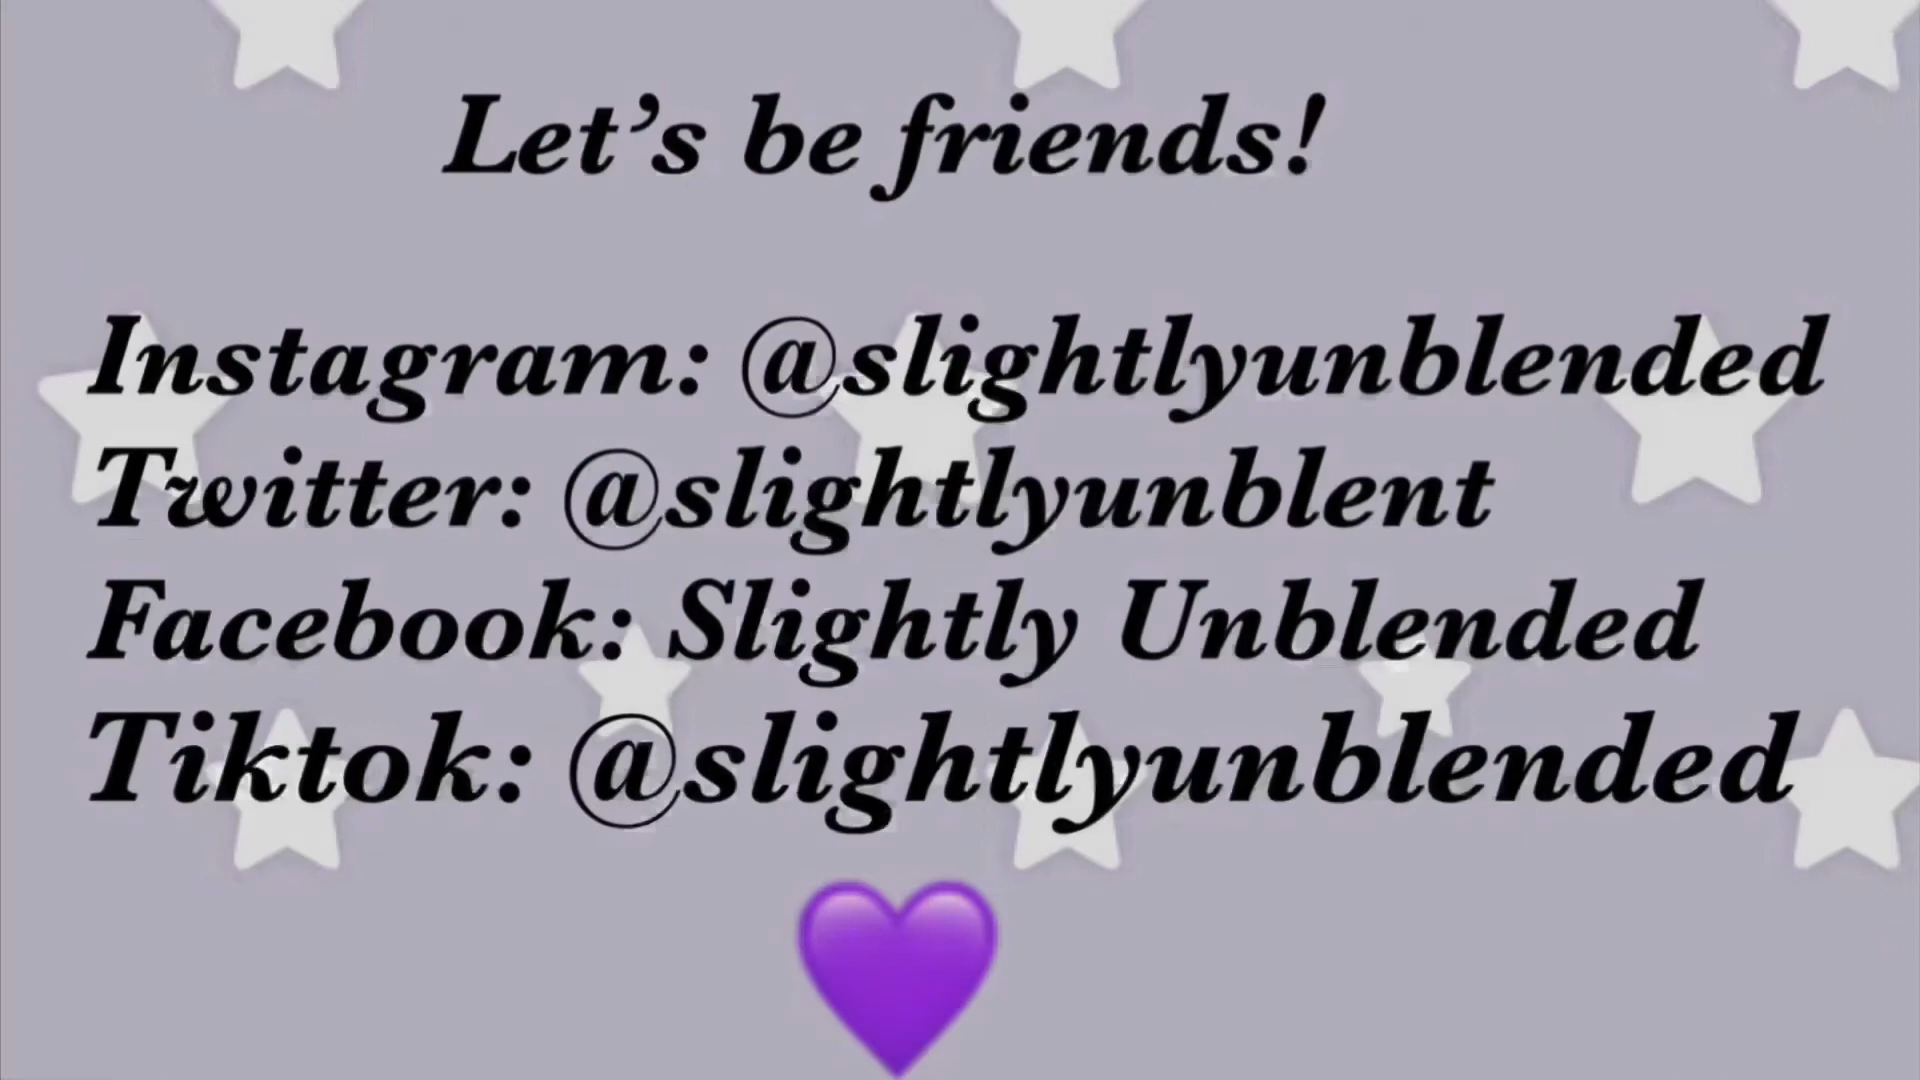 Let’s be friends!
Instagram: @slightlyunblended
Twitter: @slightlyunblent
Facebook: Slightly Unblended
Tiktok: @slightlyunblended